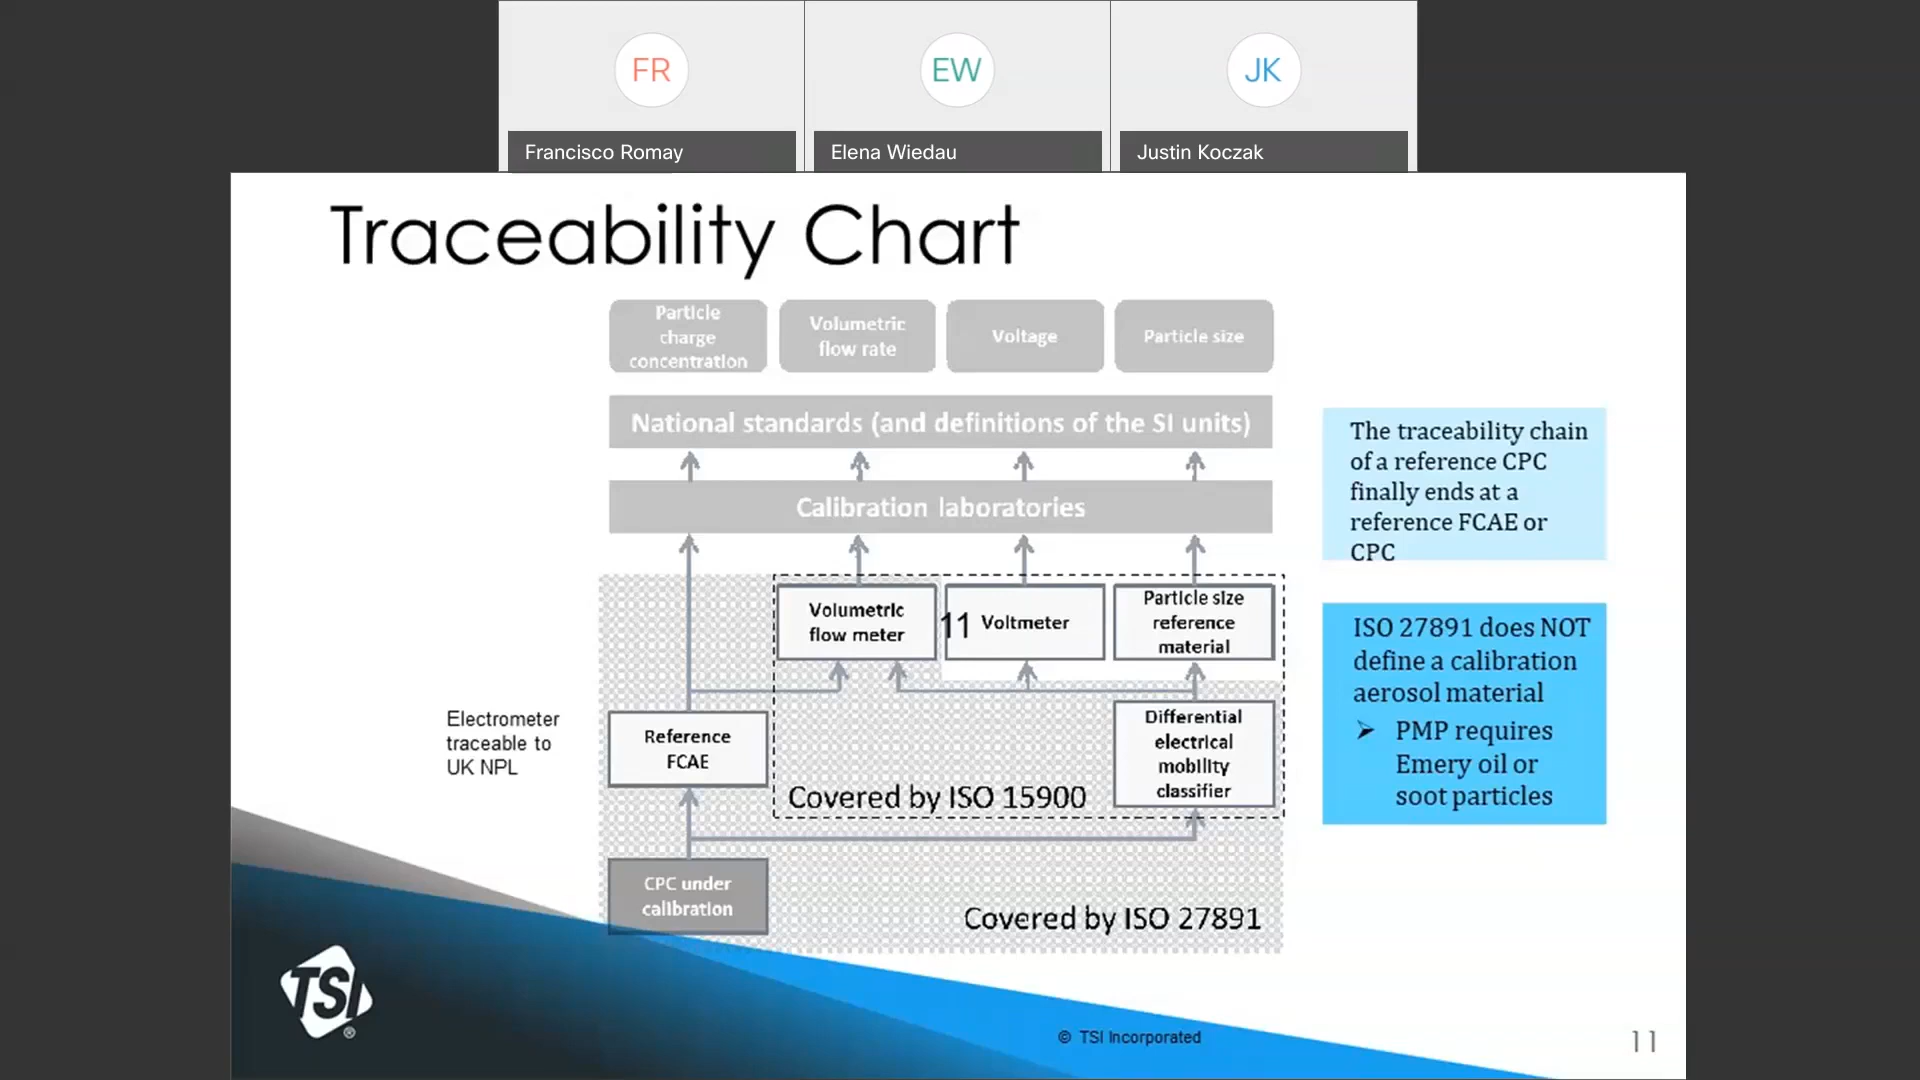 FR
EW
JK
Francisco Romay
Elena Wiedau
Justin Koczak
Traceability Chart
Particle
charge
concentration
Volumetric
flow rate
Voltage
Particle size
National standards (and definitions of the SI units)
Calibration laboratories
The traceability chain
of a reference CPC
finally ends at a
reference FCAE or
CPC
Volumetric
flow meter
11
Voltmeter
Particle size
reference
material
ISO 27891 does NOT
define a calibration
aerosol material
➢ PMP requires
Emery oil or
soot particles
Electrometer
traceable to
UK NPL
Reference
FCAE
Differential
electrical
mobility
classifier
Covered by ISO 15900
CPC under
calibration
Covered by ISO 27891
TSI®
© TSI Incorporated
11